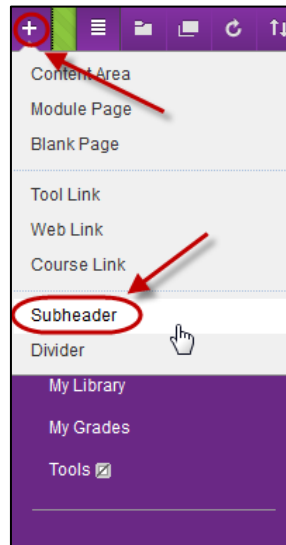 Content Area
Module Page
Blank Page
Tool Link
Web Link
Course Link
Subheader
Divider
My Library
My Grades
Tools